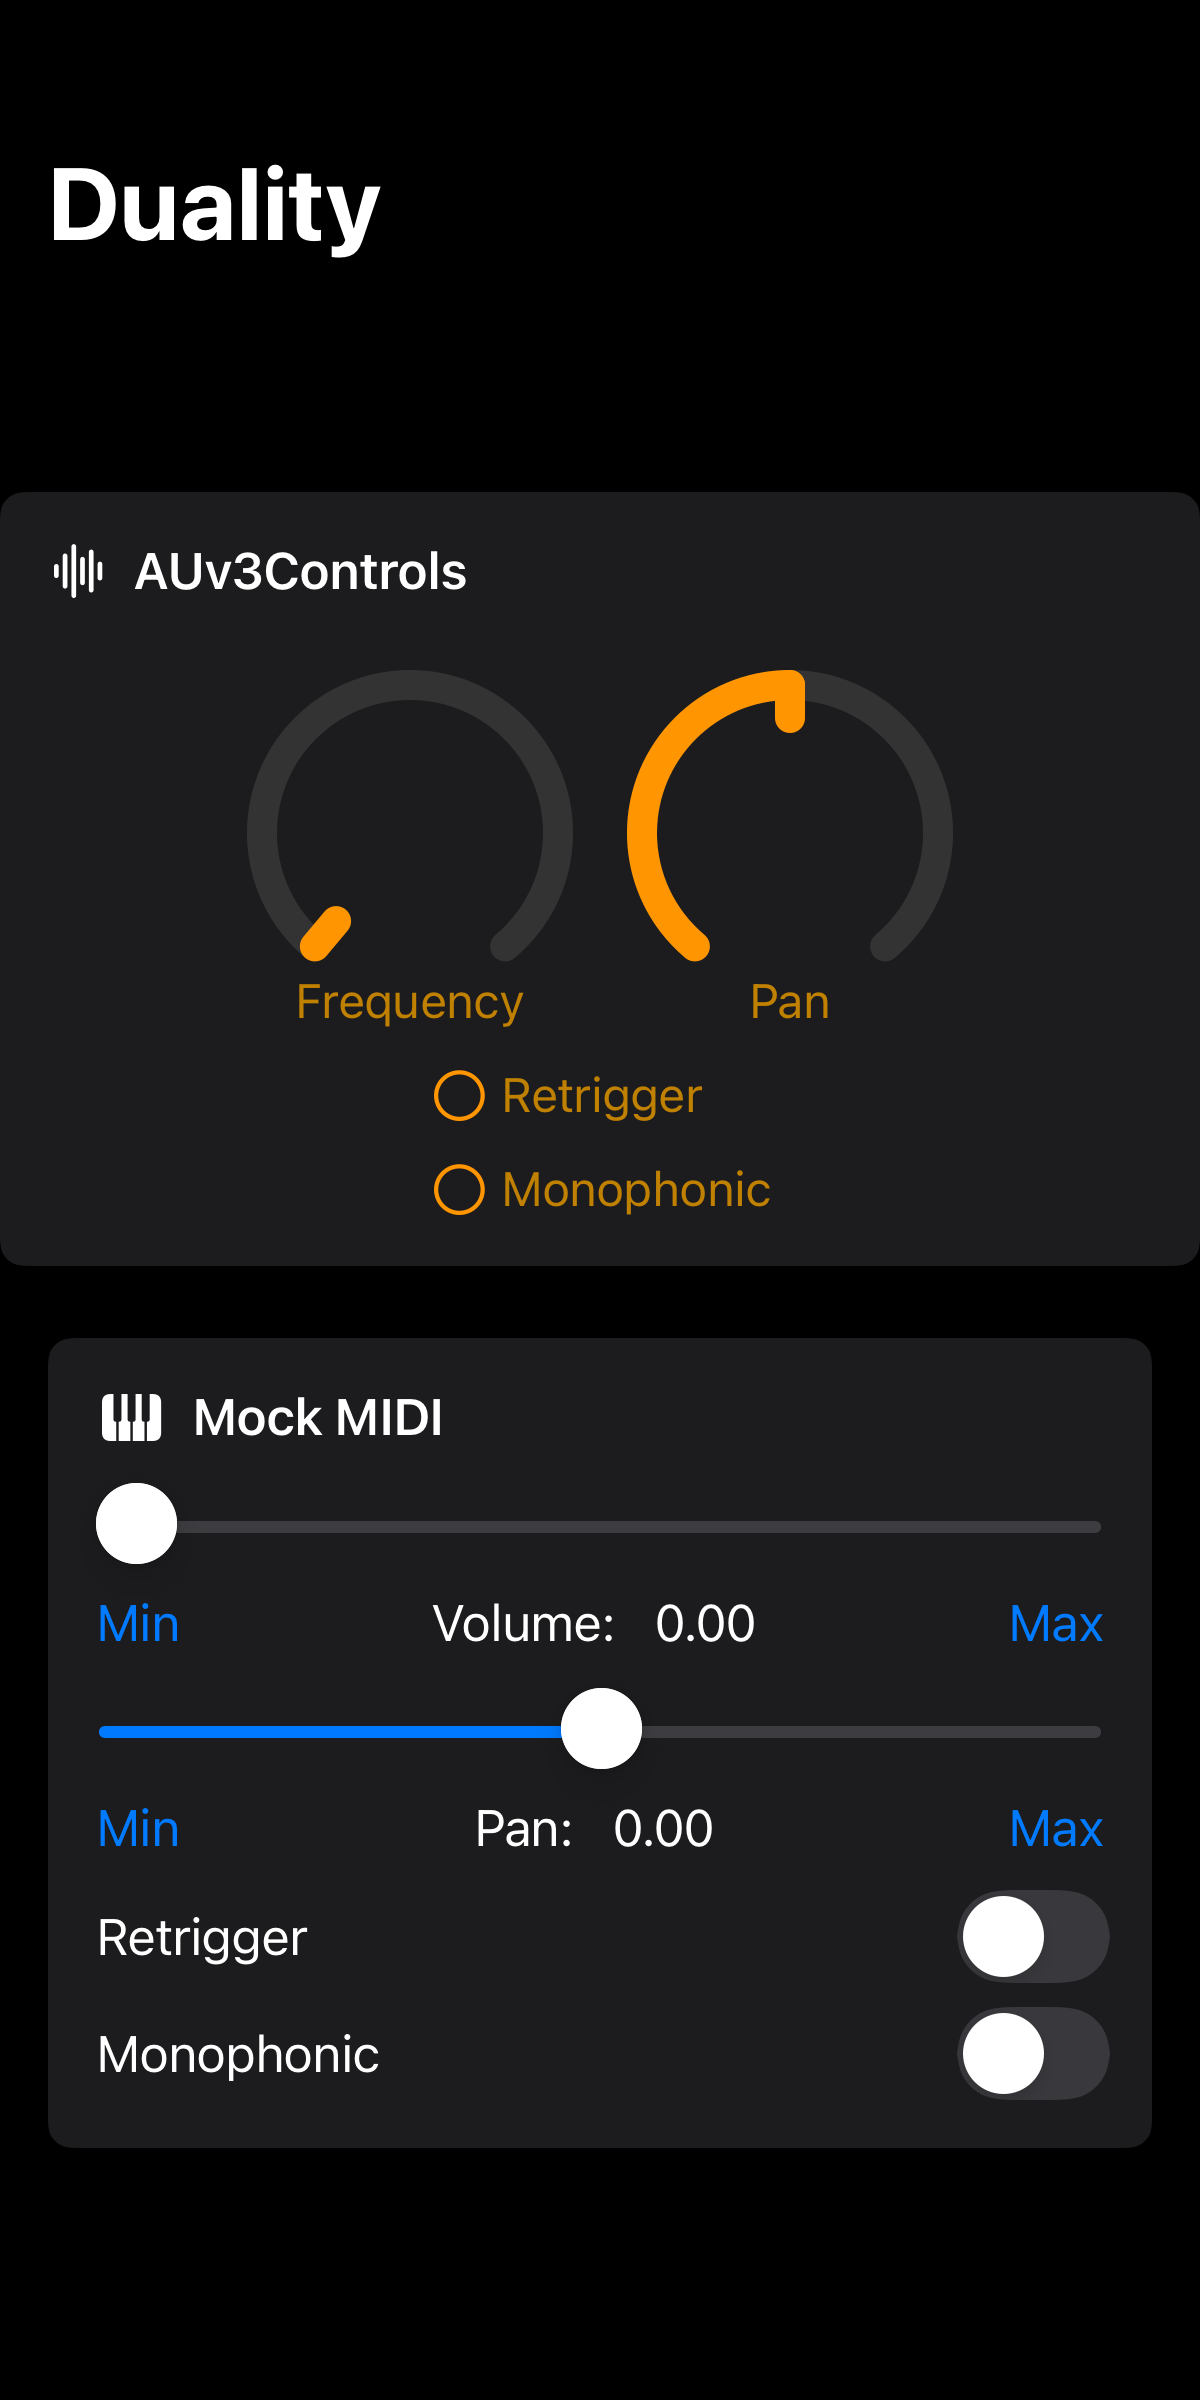 Duality
AUv3Controls
Frequency Pan
Retrigger
Monophonic
Mock MIDI
Min Volume: 0.00 Max
Min Pan: 0.00 Max
Retrigger
Monophonic